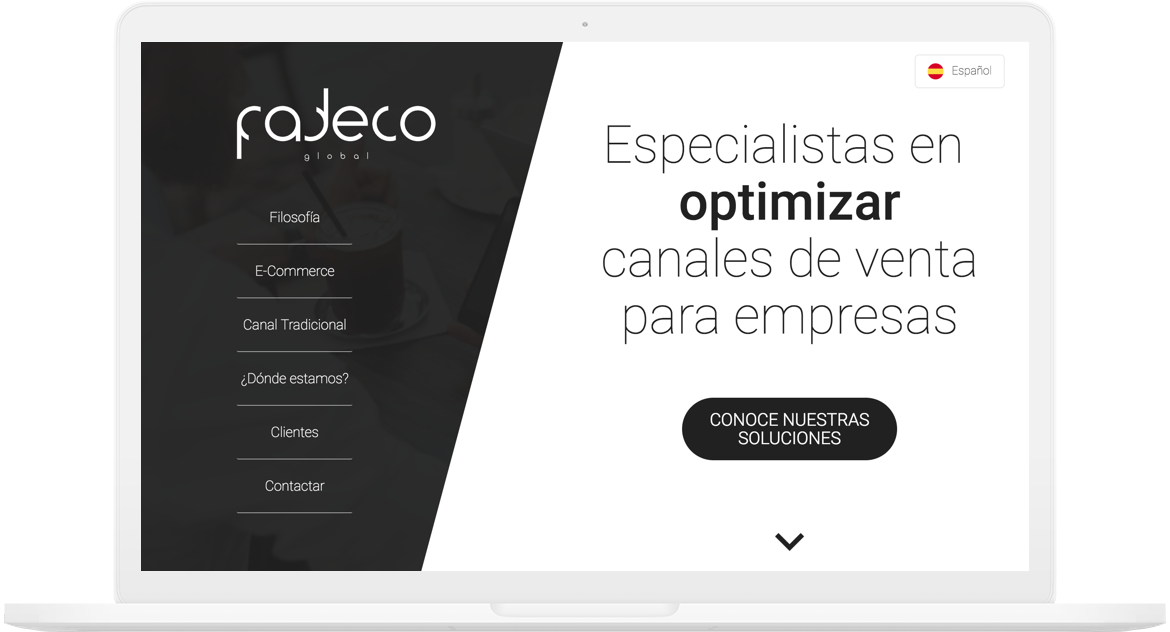 fadeco
global
Filosofía
E-Commerce
Canal Tradicional
¿Dónde estamos?
Clientes
Contactar
Español
Especialistas en
optimizar
canales de venta
para empresas
CONOCE NUESTRAS
SOLUCIONES